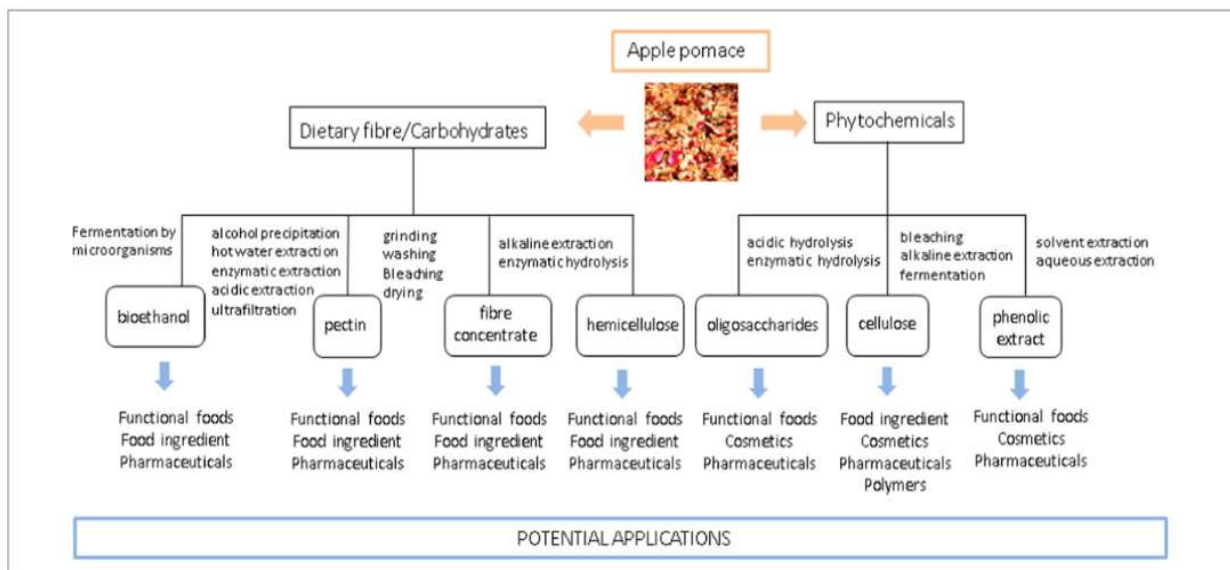 Apple pomace
Dietary fibre/Carbohydrates
Phytochemicals
Fermentation by
microorganisms
alcohol precipitation
hot water extraction
enzymatic extraction
acidic extraction
ultrafiltration
grinding
washing
Bleaching
drying
alkaline extraction
enzymatic hydrolysis
acidic hydrolysis
enzymatic hydrolysis
bleaching
alkaline extraction
fermentation
solvent extraction
aqueous extraction
bioethanol
pectin
fibre
concentrate
hemicellulose
oligosaccharides
cellulose
phenolic
extract
Functional foods
Food ingredient
Pharmaceuticals
Functional foods
Food ingredient
Pharmaceuticals
Functional foods
Food ingredient
Pharmaceuticals
Functional foods
Food ingredient
Pharmaceuticals
Functional foods
Cosmetics
Pharmaceuticals
Food ingredient
Cosmetics
Pharmaceuticals
Polymers
Functional foods
Cosmetics
Pharmaceuticals
POTENTIAL APPLICATIONS